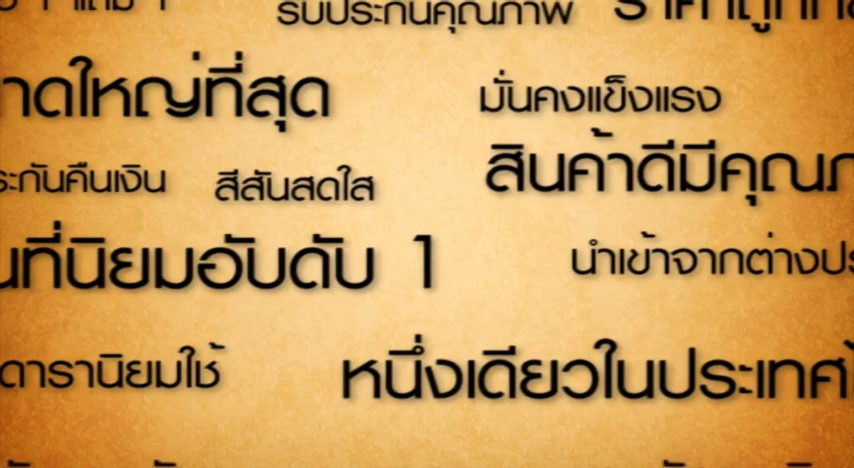 รับประกันคุณภาพ
ใหญ่ที่สุด
มั่นคงแข็งแรง
ระกันคืนเงิน
สีสันสดใส
สินค้าดีมีคุณภ
นที่นิยมอันดับ 1
นำเข้าจากต่างประ
ดารานิยมใช้
หนึ่งเดียวในประเทศ